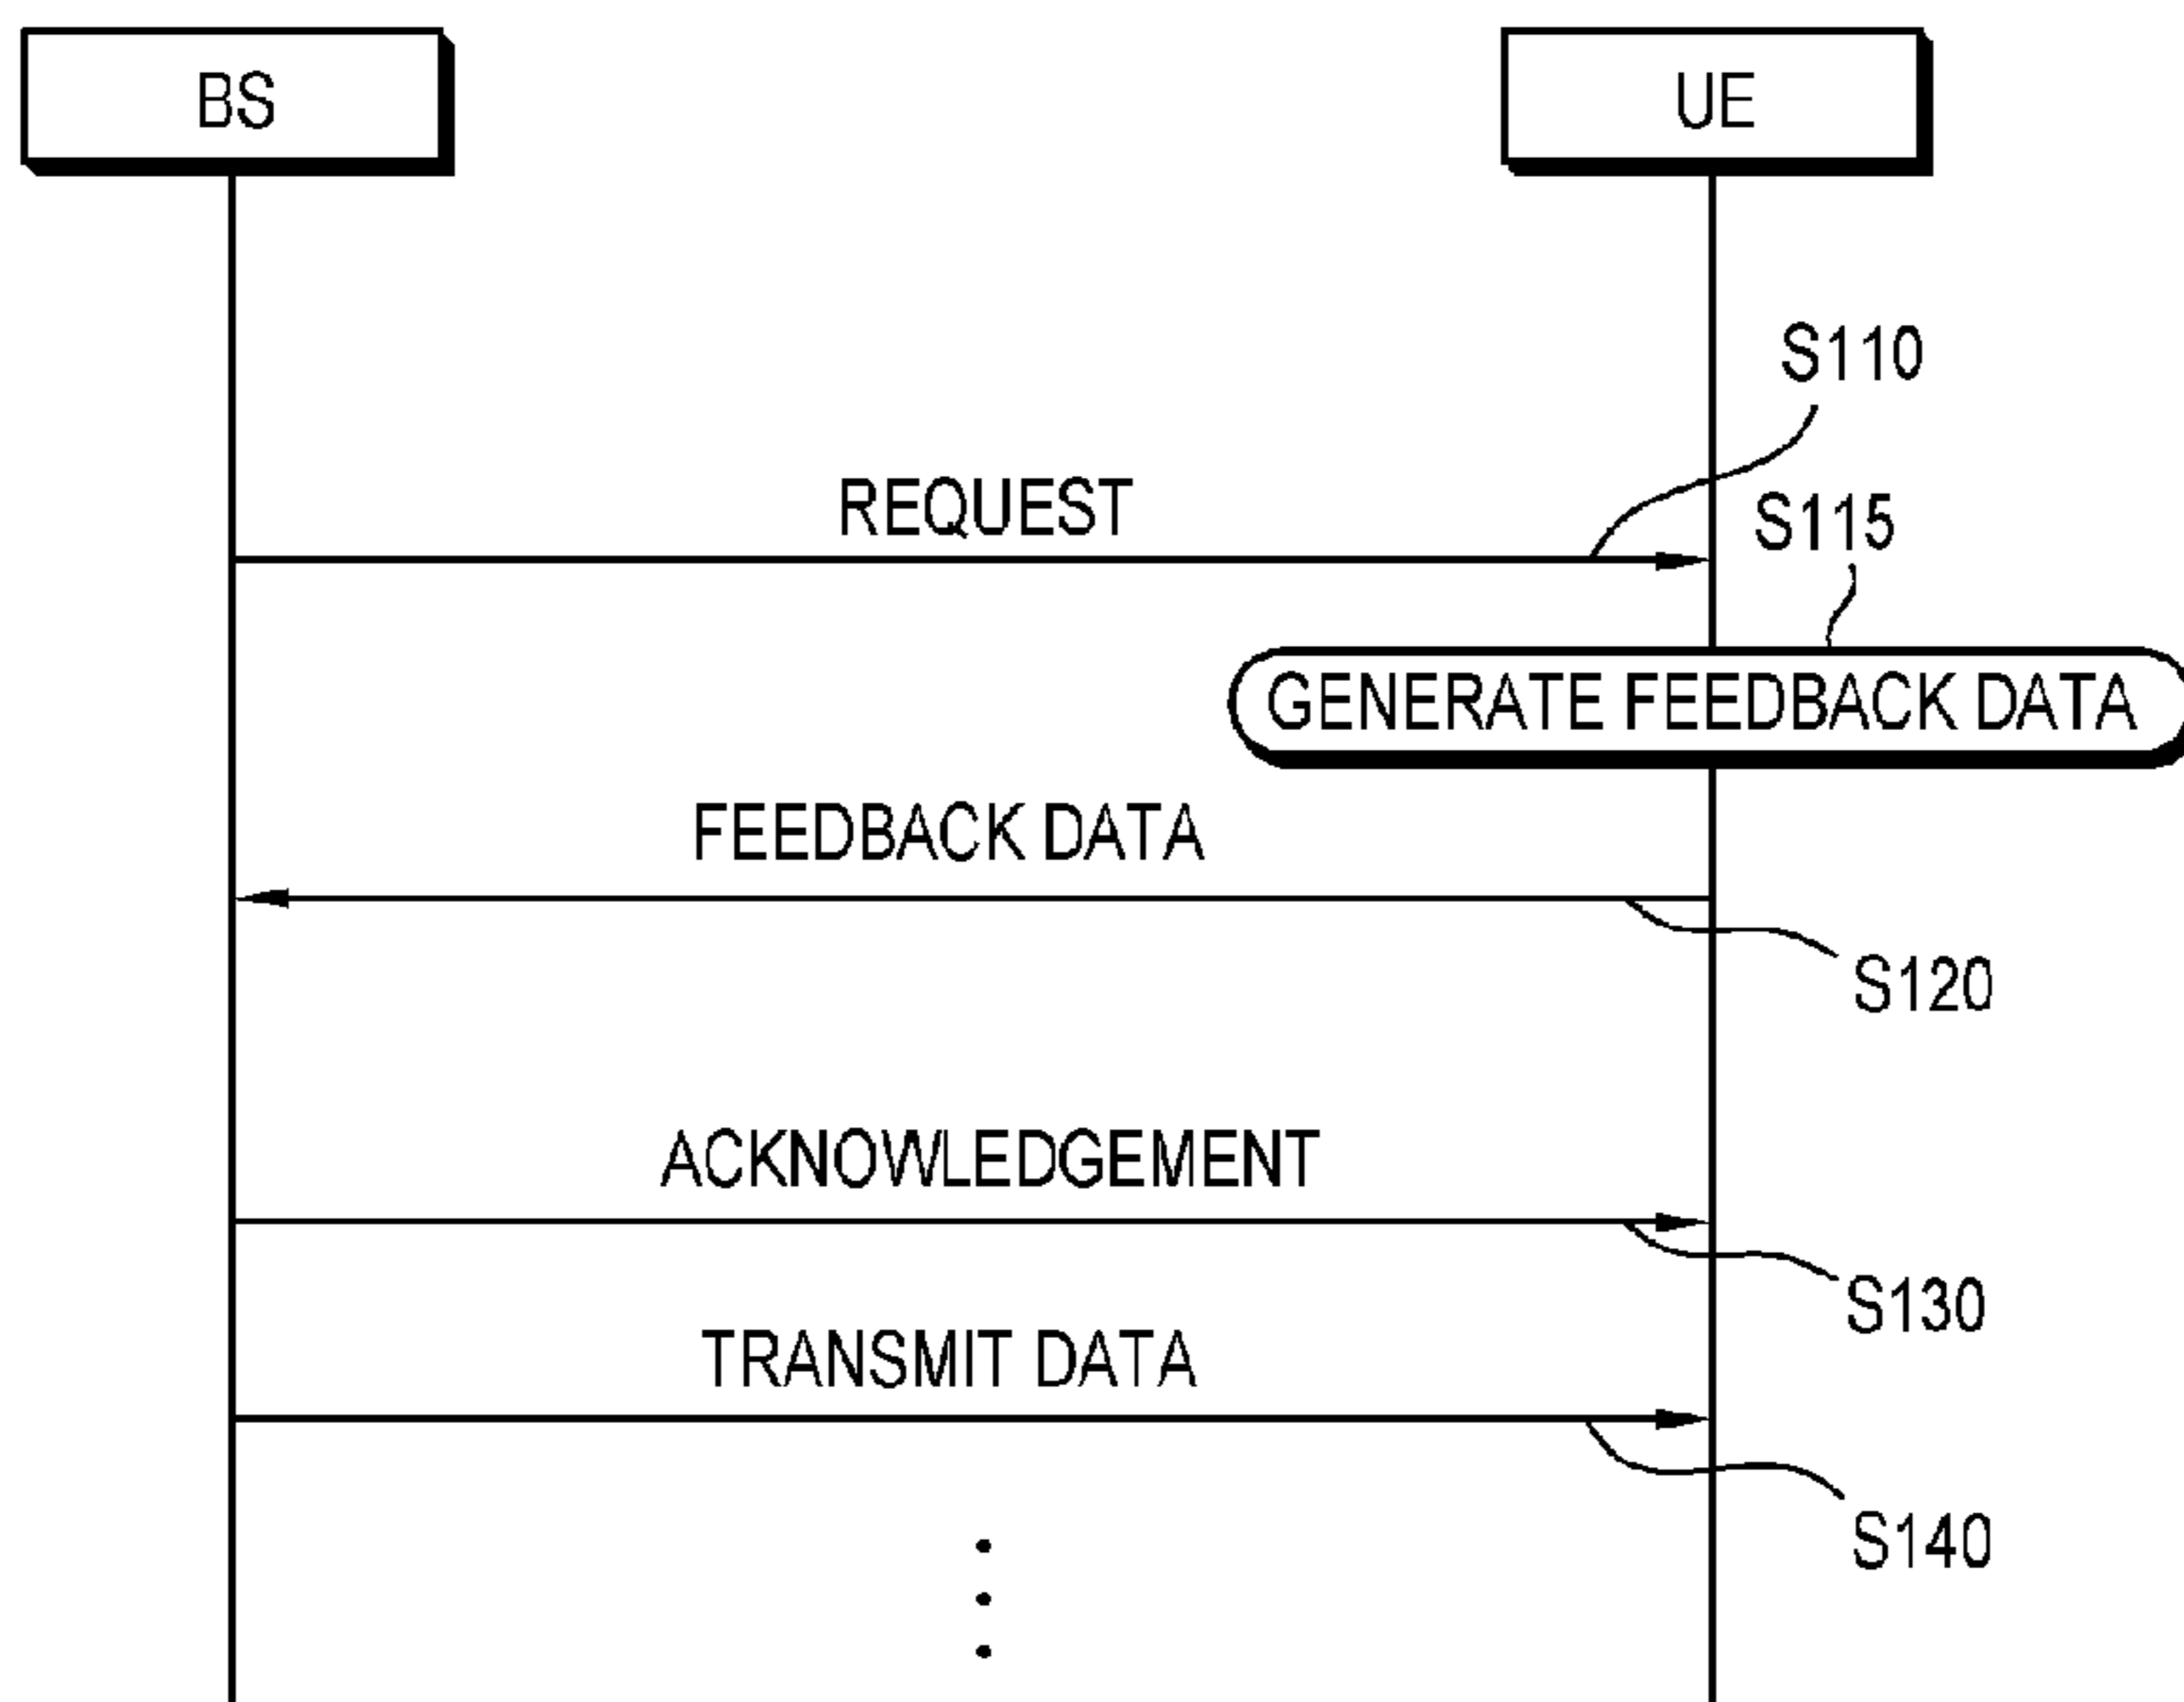 BS
UE
S110
REQUEST
S115
GENERATE FEEDBACK DATA
FEEDBACK DATA
S120
ACKNOWLEDGEMENT
S130
TRANSMIT DATA
S140